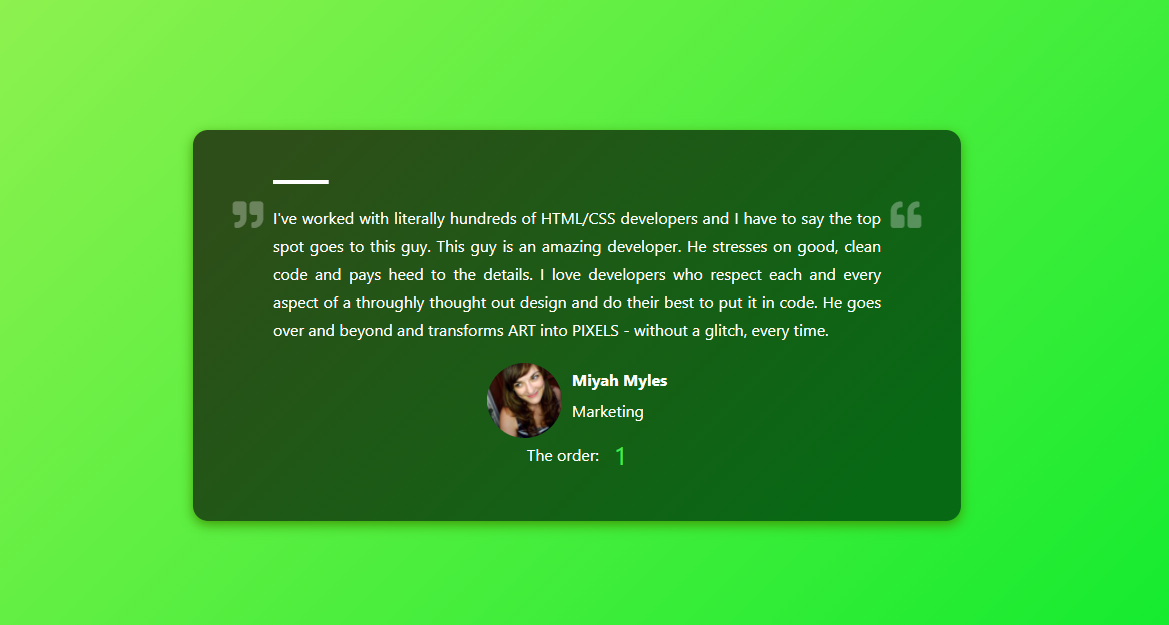 I've worked with literally hundreds of HTML/CSS developers and I have to say the top
spot goes to this guy. This guy is an amazing developer. He stresses on good, clean
code and pays heed to the details. I love developers who respect each and every
aspect of a throughly thought out design and do their best to put it in code. He goes
over and beyond and transforms ART into PIXELS - without a glitch, every time.
Miyah Myles
Marketing
The order: 1